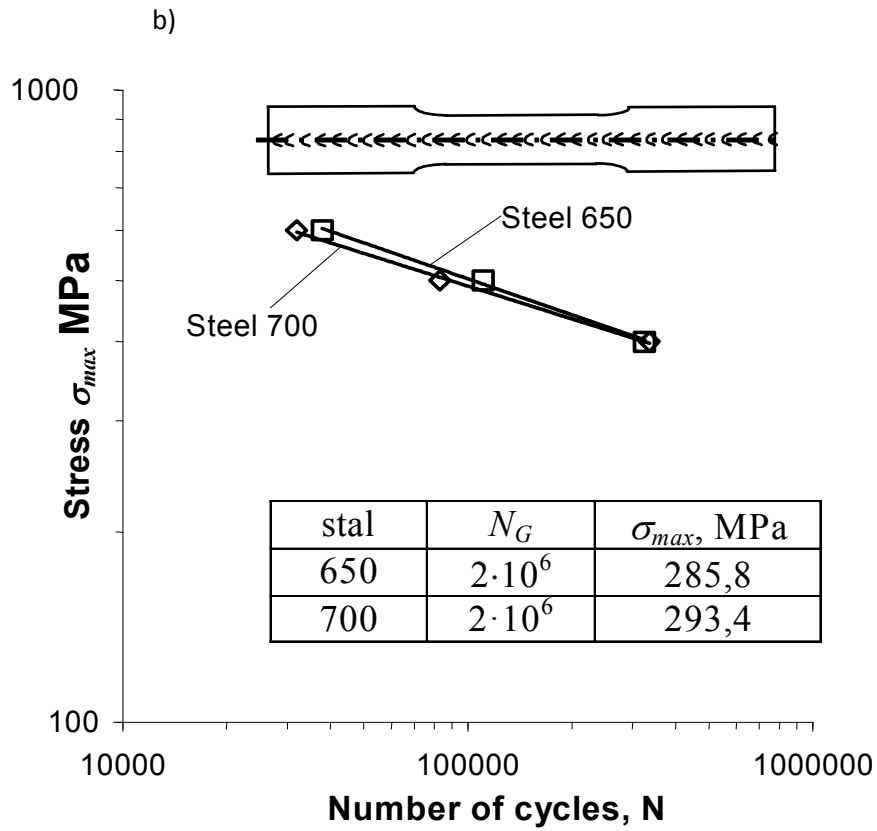 b)
1000
Steel 650
Steel 700
Stress σmax MPa
stal N_G σmax, MPa
650 2·10^6 285,8
700 2·10^6 293,4
100
10000 100000 1000000
Number of cycles, N